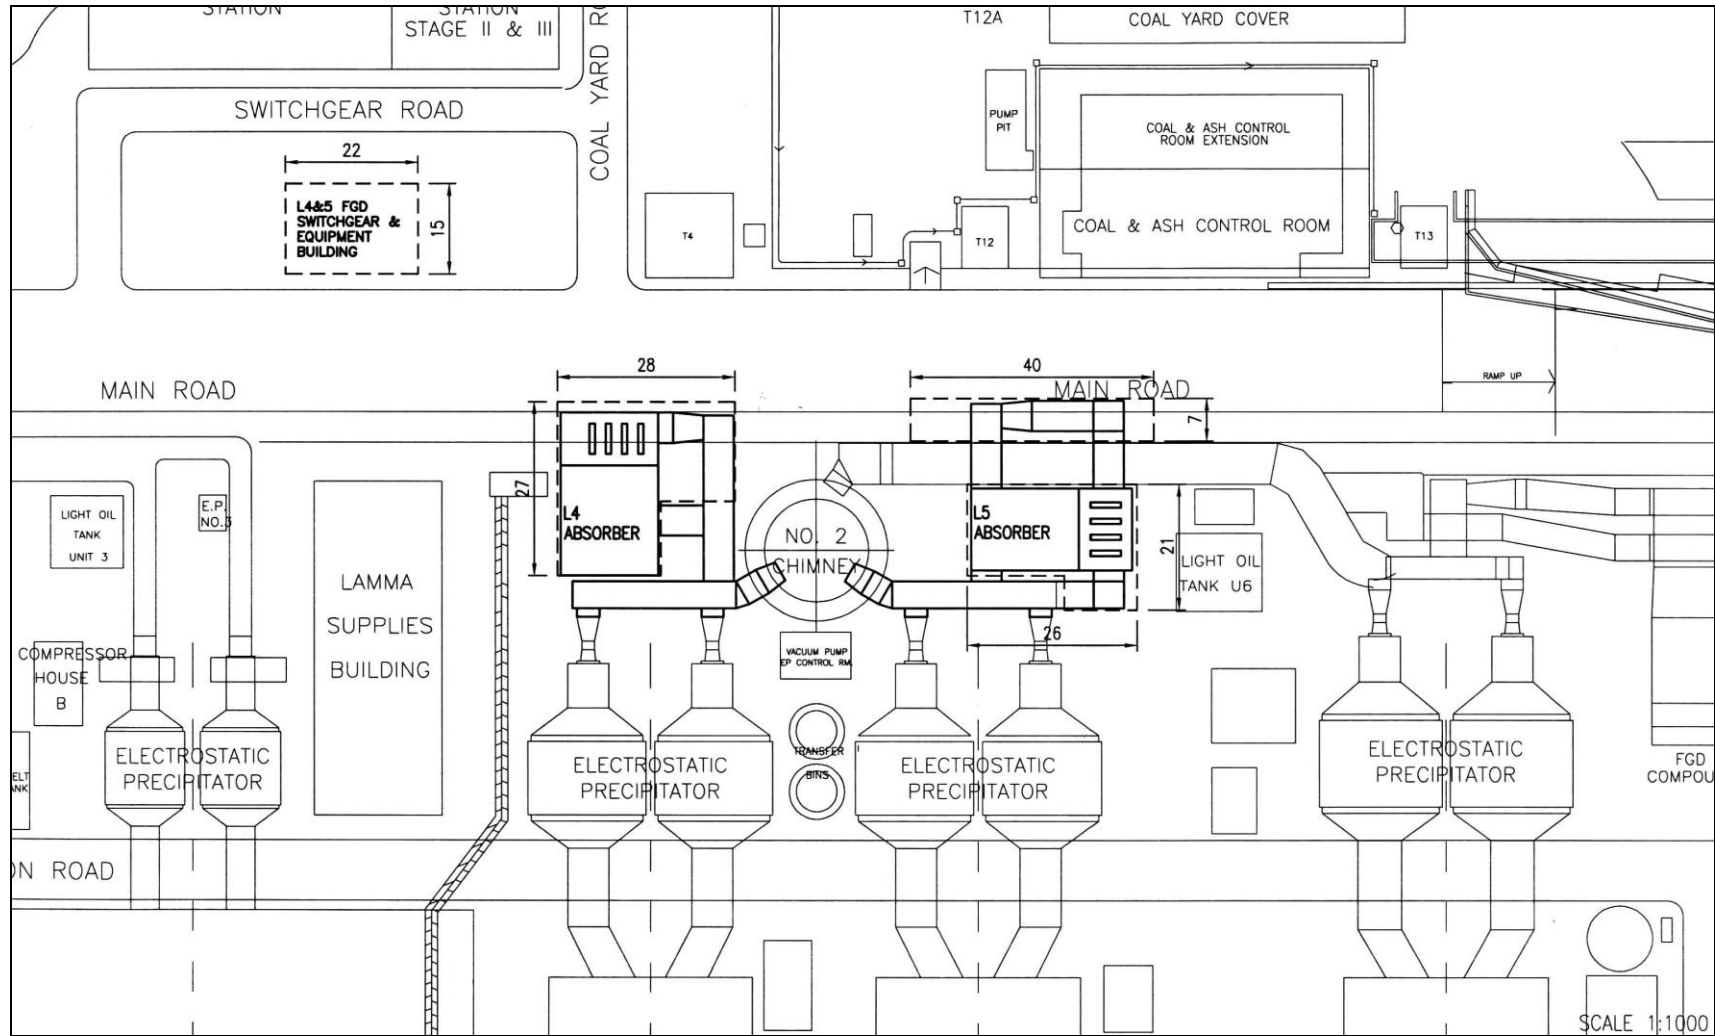 STATION
STATION
STAGE II & III
COAL YARD RO
T12A
COAL YARD COVER
SWITCHGEAR ROAD
PUMP
PIT
COAL & ASH CONTROL
ROOM EXTENSION
22
L4&5 FGD
SWITCHGEAR &
EQUIPMENT
BUILDING
15
T4
T12
COAL & ASH CONTROL ROOM
T13
MAIN ROAD
28
40
MAIN ROAD
7
RAMP UP
27
L4
ABSORBER
NO. 2
CHIMNEY
L5
ABSORBER
21
26
LIGHT OIL
TANK U6
LIGHT OIL
TANK
UNIT 3
E.P.
NO.3
LAMMA
SUPPLIES
BUILDING
COMPRESSOR
HOUSE
B
VACUUM PUMP
EP CONTROL RM.
TRANSFER
BINS
ELECTROSTATIC
PRECIPITATOR
ELECTROSTATIC
PRECIPITATOR
ELECTROSTATIC
PRECIPITATOR
ELECTROSTATIC
PRECIPITATOR
FGD
COMPOU
ELT
ANK
ON ROAD
SCALE 1:1000